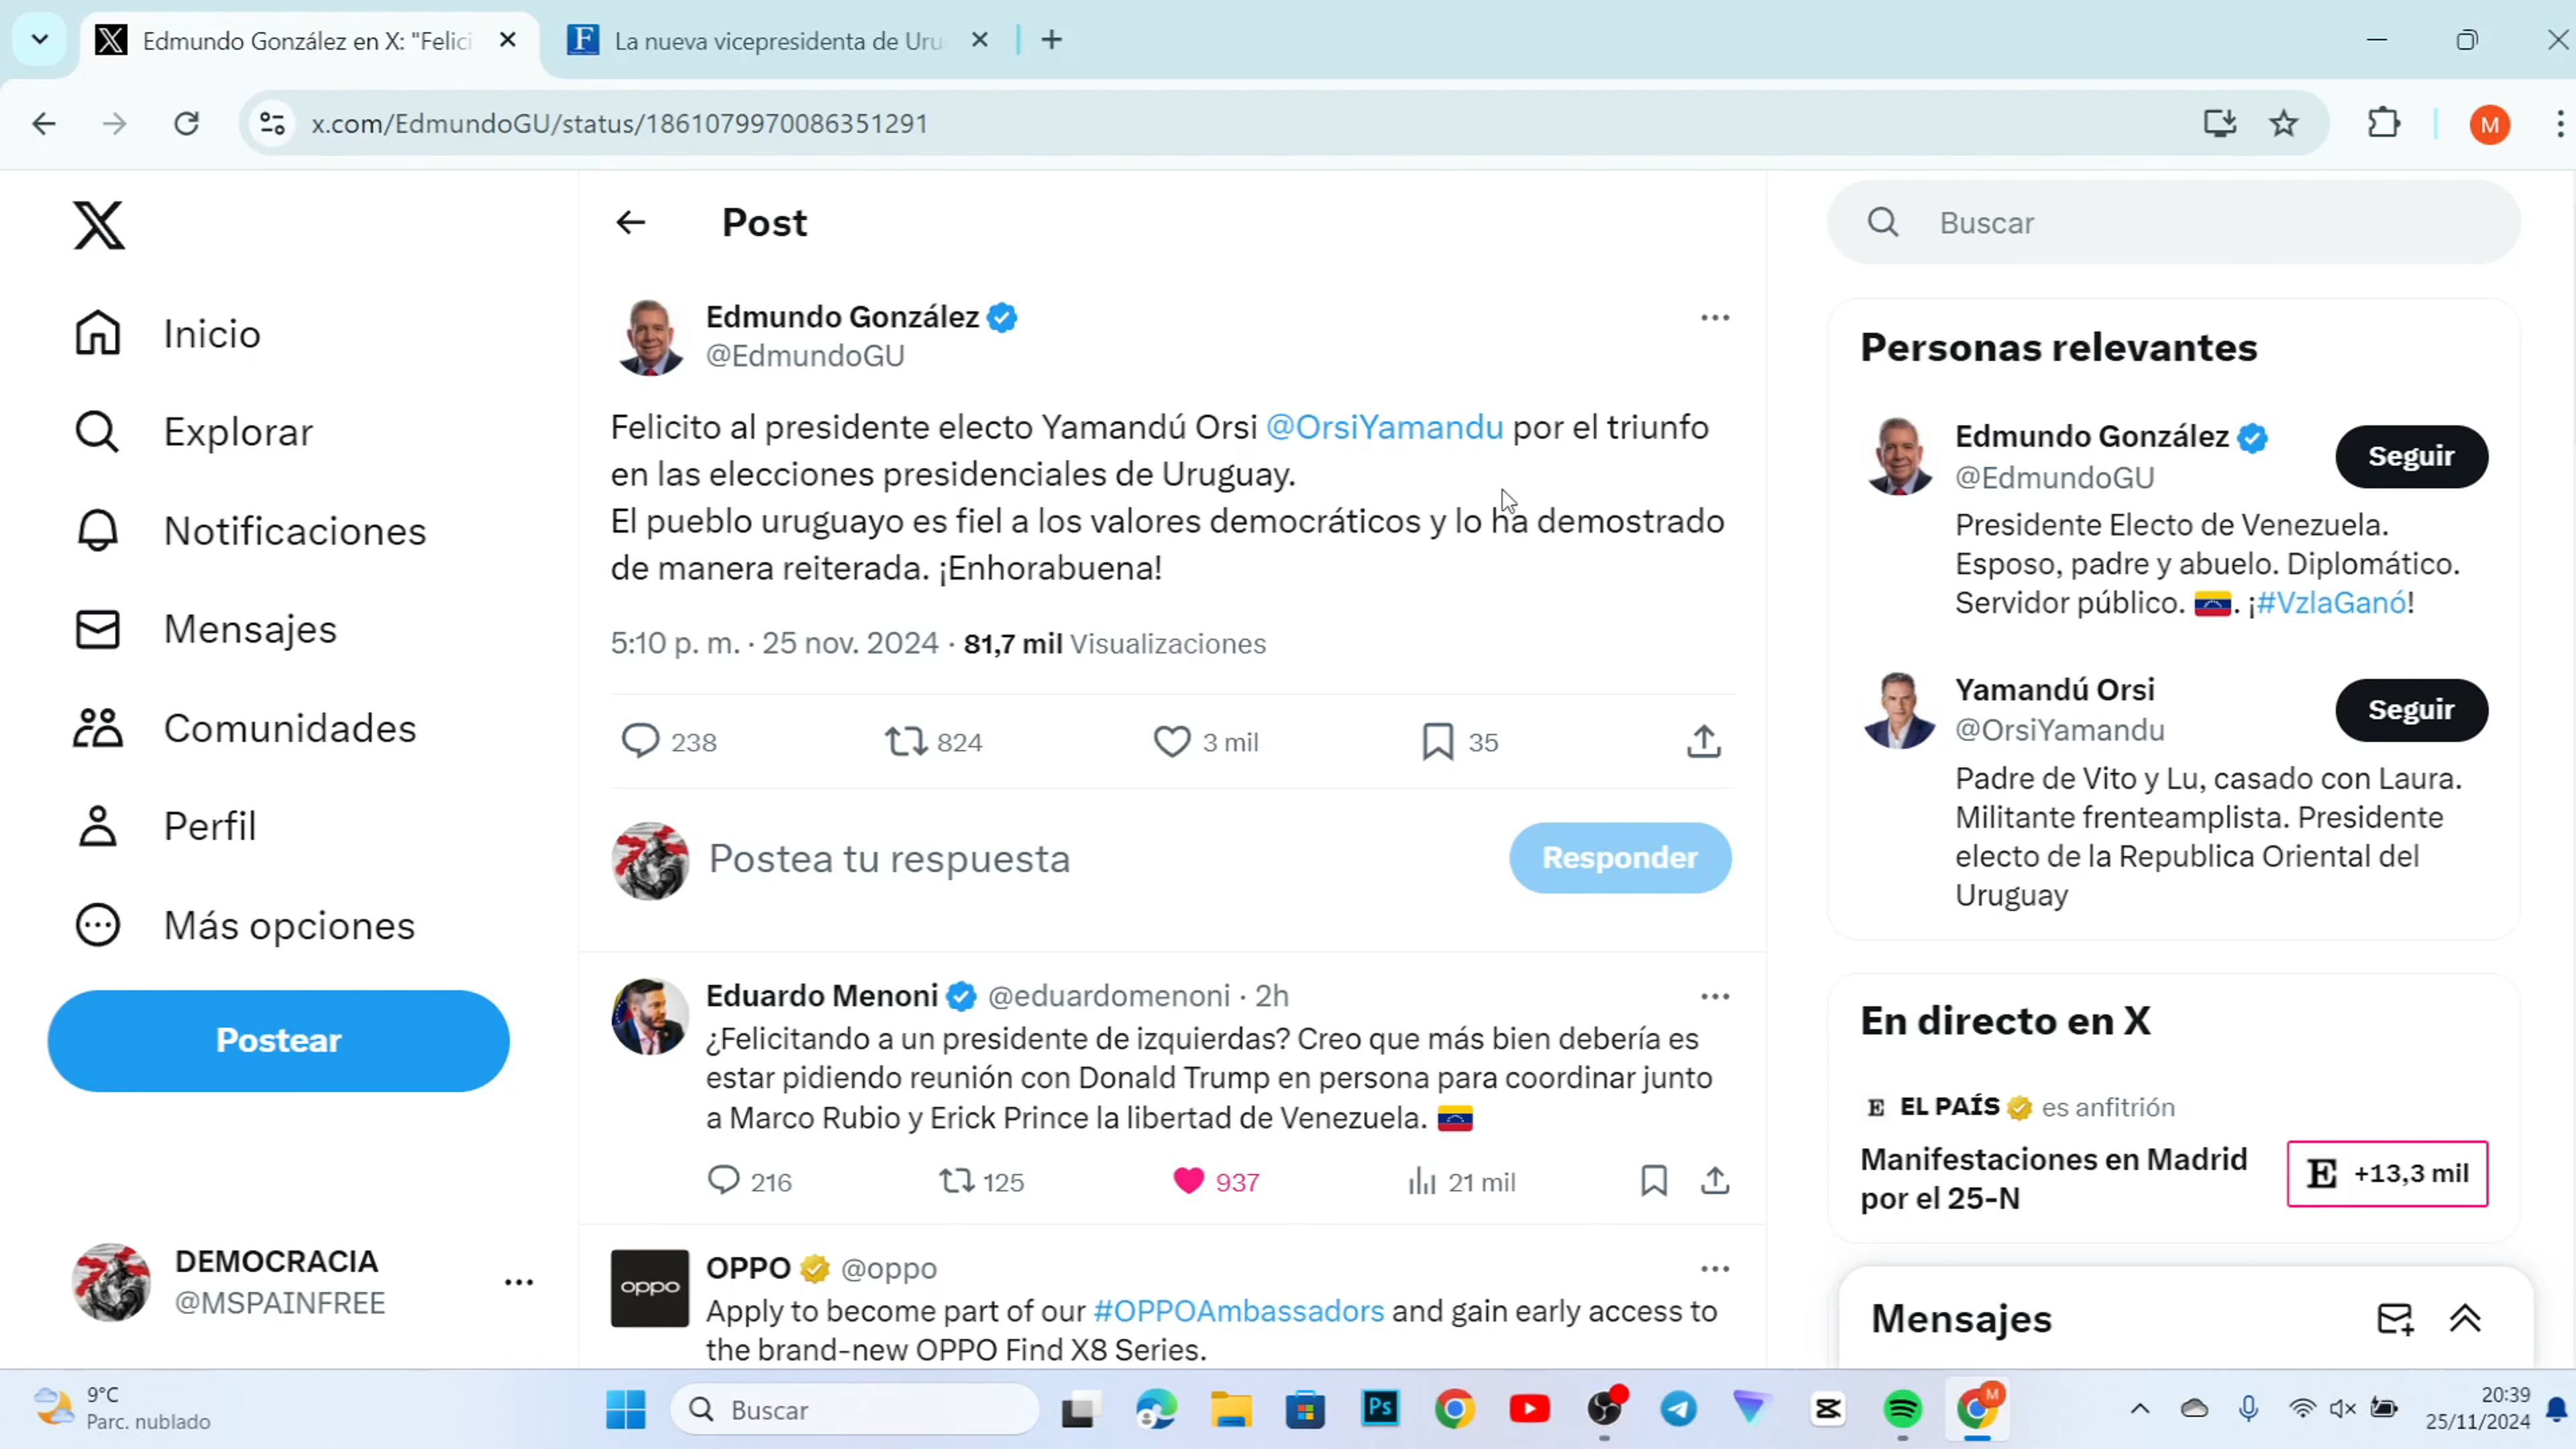 Edmundo González en X: "Felici
La nueva vicepresidenta de Uru
x.com/EdmundoGU/status/1861079970086351291
M
Inicio
Explorar
Notificaciones
Mensajes
Comunidades
Perfil
Más opciones
Postear
DEMOCRACIA
@MSPAINFREE
Post
Edmundo González
@EdmundoGU
Felicito al presidente electo Yamandú Orsi @OrsiYamandu por el triunfo
en las elecciones presidenciales de Uruguay.
El pueblo uruguayo es fiel a los valores democráticos y lo ha demostrado
de manera reiterada. ¡Enhorabuena!
5:10 p. m. · 25 nov. 2024 · 81,7 mil Visualizaciones
238 824 3 mil 35
Postea tu respuesta
Responder
Eduardo Menoni @eduardomenoni · 2h
¿Felicitando a un presidente de izquierdas? Creo que más bien debería es
estar pidiendo reunión con Donald Trump en persona para coordinar junto
a Marco Rubio y Erick Prince la libertad de Venezuela.
216 125 937 21 mil
oppo
OPPO @oppo
Apply to become part of our #OPPOAmbassadors and gain early access to
the brand-new OPPO Find X8 Series.
Buscar
Personas relevantes
Edmundo González
@EdmundoGU
Seguir
Presidente Electo de Venezuela.
Esposo, padre y abuelo. Diplomático.
Servidor público. . ¡#VzlaGanó!
Yamandú Orsi
@OrsiYamandu
Seguir
Padre de Vito y Lu, casado con Laura.
Militante frenteamplista. Presidente
electo de la Republica Oriental del
Uruguay
En directo en X
E EL PAÍS es anfitrión
Manifestaciones en Madrid
por el 25-N
E +13,3 mil
Mensajes
9°C
Parc. nublado
Buscar
Ps
M
20:39
25/11/2024